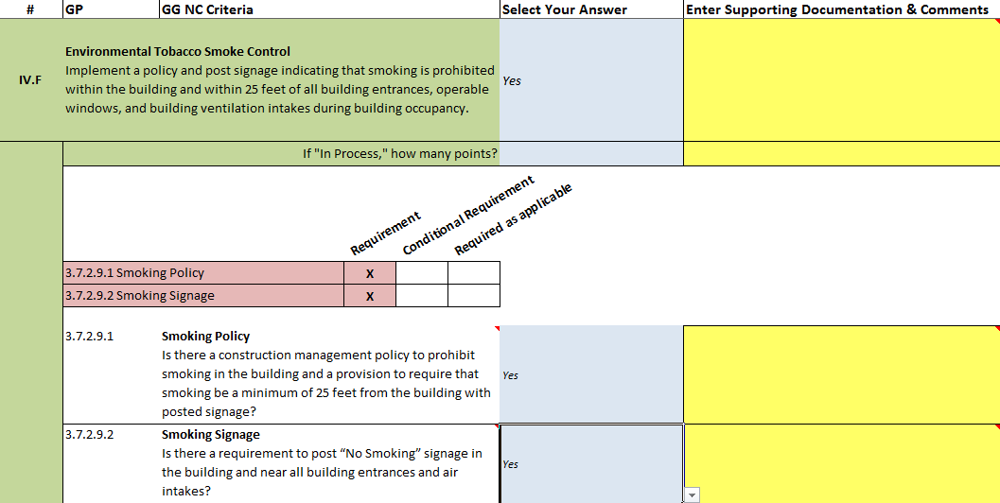 # GP GG NC Criteria Select Your Answer Enter Supporting Documentation & Comments
Environmental Tobacco Smoke Control
Implement a policy and post signage indicating that smoking is prohibited
IV.F within the building and within 25 feet of all building entrances, operable Yes
windows, and building ventilation intakes during building occupancy.
If "In Process," how many points?
Requirement
Conditional Requirement
Required as applicable
3.7.2.9.1 Smoking Policy X
3.7.2.9.2 Smoking Signage X
3.7.2.9.1 Smoking Policy
Is there a construction management policy to prohibit
smoking in the building and a provision to require that Yes
smoking be a minimum of 25 feet from the building with
posted signage?
3.7.2.9.2 Smoking Signage
Is there a requirement to post “No Smoking” signage in Yes
the building and near all building entrances and air
intakes?